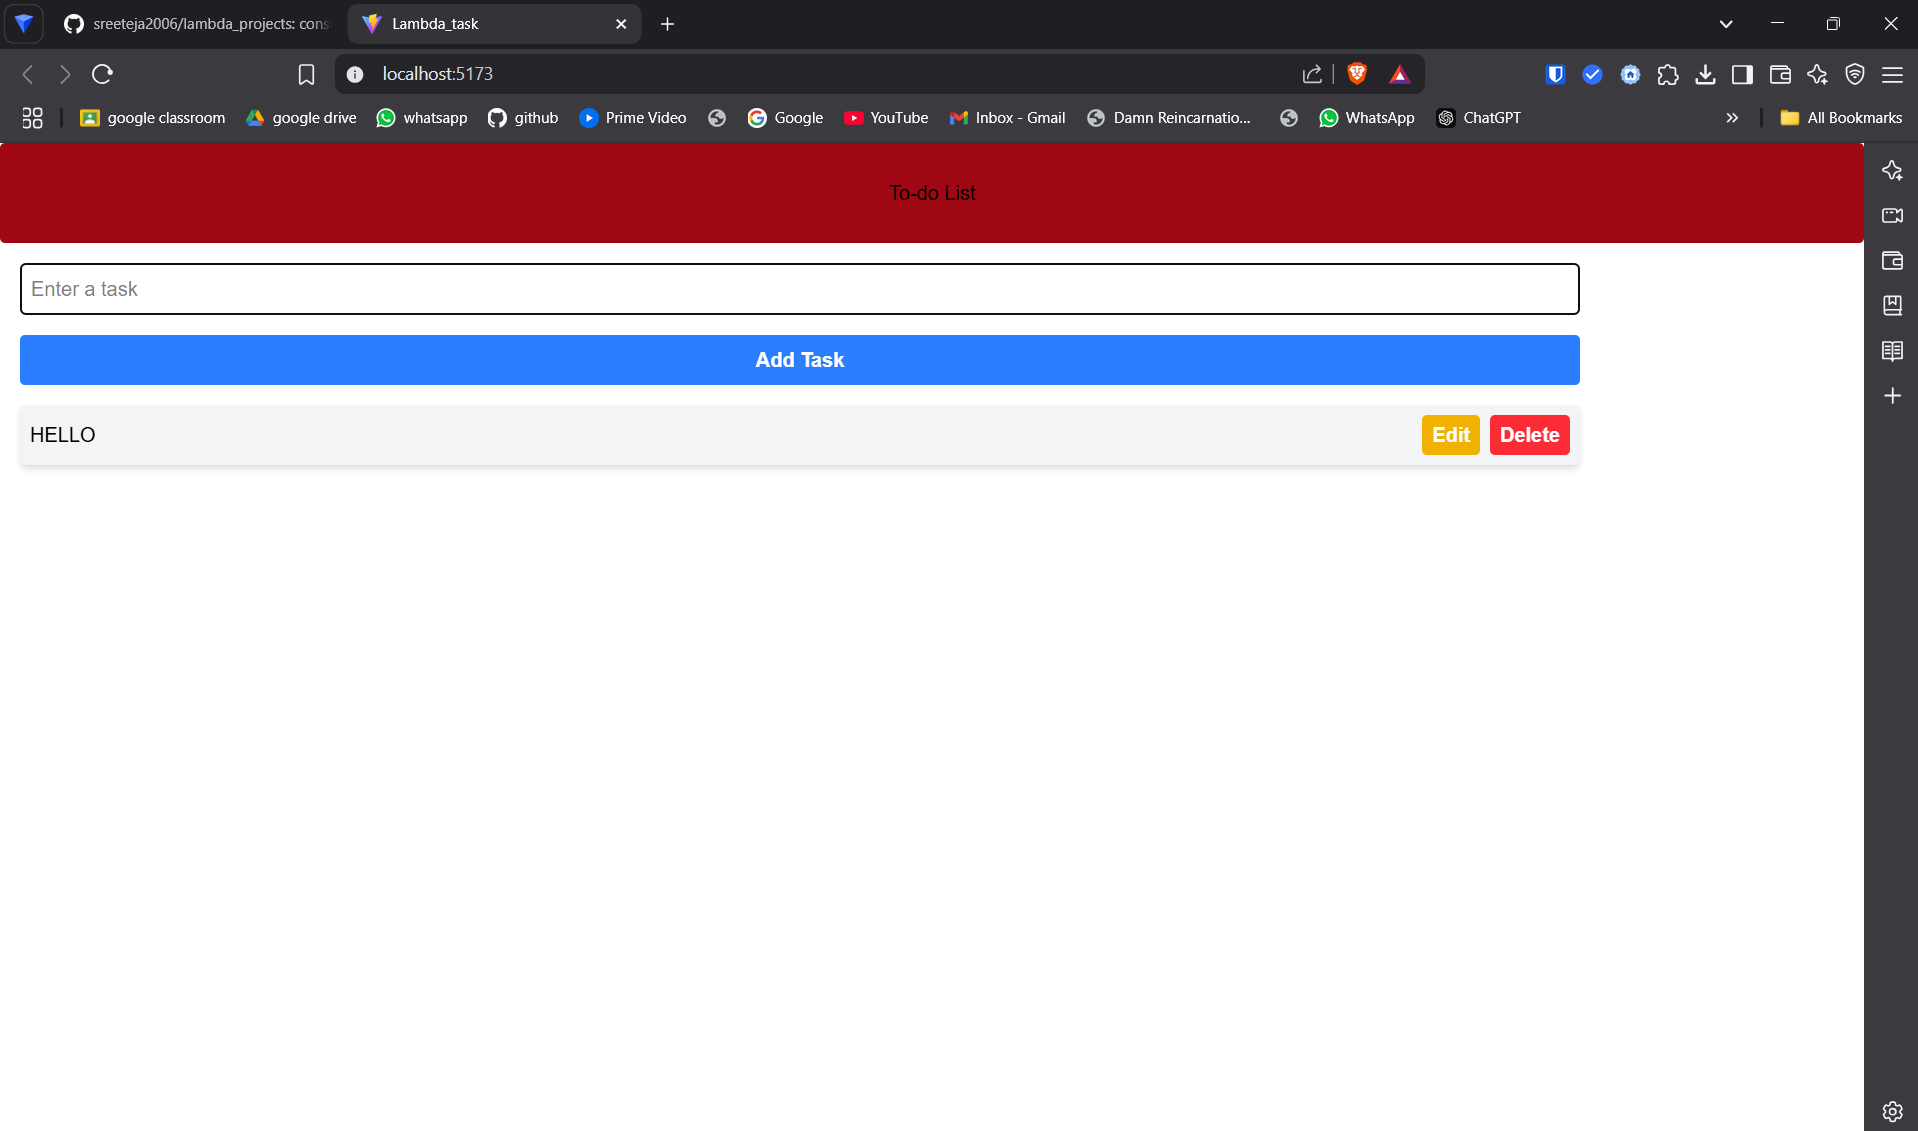 sreeteja2006/lambda_projects: cons
Lambda_task
localhost:5173
google classroom
google drive
whatsapp
github
Prime Video
Google
YouTube
Inbox - Gmail
Damn Reincarnatio...
WhatsApp
ChatGPT
All Bookmarks
To-do List
Enter a task
Add Task
HELLO
Edit
Delete